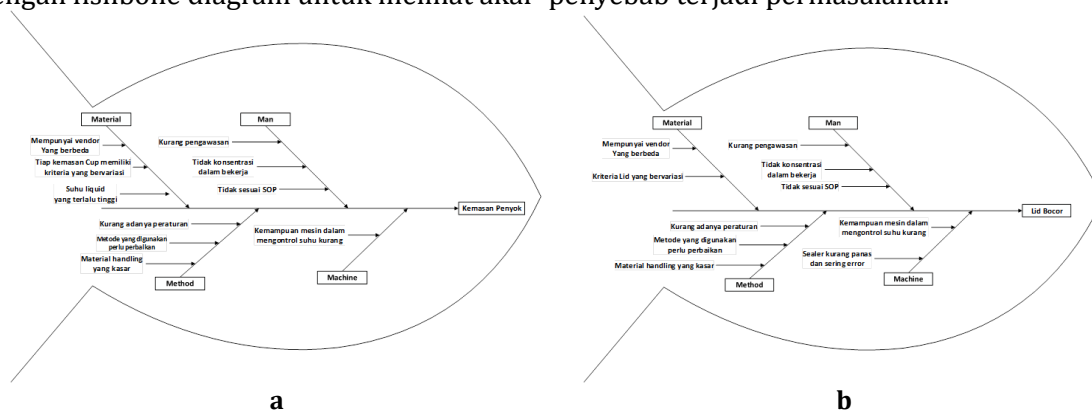 dengan fishbone diagram untuk melihat akar penyebab terjadi permasalahan.
Material
Man
Mempunyai vendor
Yang berbeda
Kurang pengawasan
Tiap kemasan Cup memiliki
kriteria yang bervariasi
Tidak konsentrasi
dalam bekerja
Suhu liquid
yang terlalu tinggi
Tidak sesuai SOP
Kemasan Penyok
Kurang adanya peraturan
Kemampuan mesin dalam
mengontrol suhu kurang
Metode yang digunakan
perlu perbaikan
Material handling
yang kasar
Method
Machine
a
Material
Man
Mempunyai vendor
Yang berbeda
Kurang pengawasan
Kriteria Lid yang bervariasi
Tidak konsentrasi
dalam bekerja
Tidak sesuai SOP
Lid Bocor
Kurang adanya peraturan
Kemampuan mesin dalam
mengontrol suhu kurang
Metode yang digunakan
perlu perbaikan
Sealer kurang panas
dan sering error
Material handling yang kasar
Method
Machine
b